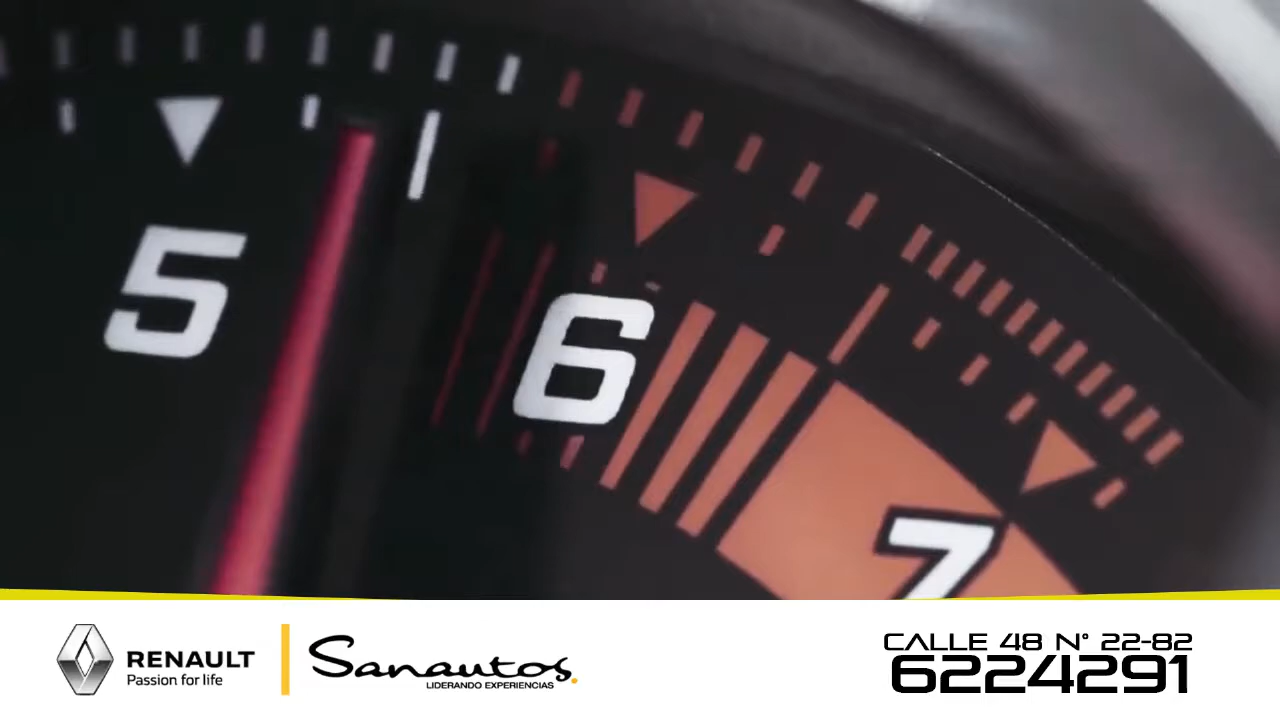 5
6
7
RENAULT
Passion for life
Sanautos
LIDERANDO EXPERIENCIAS
CALLE 48 N° 22-82
6224291